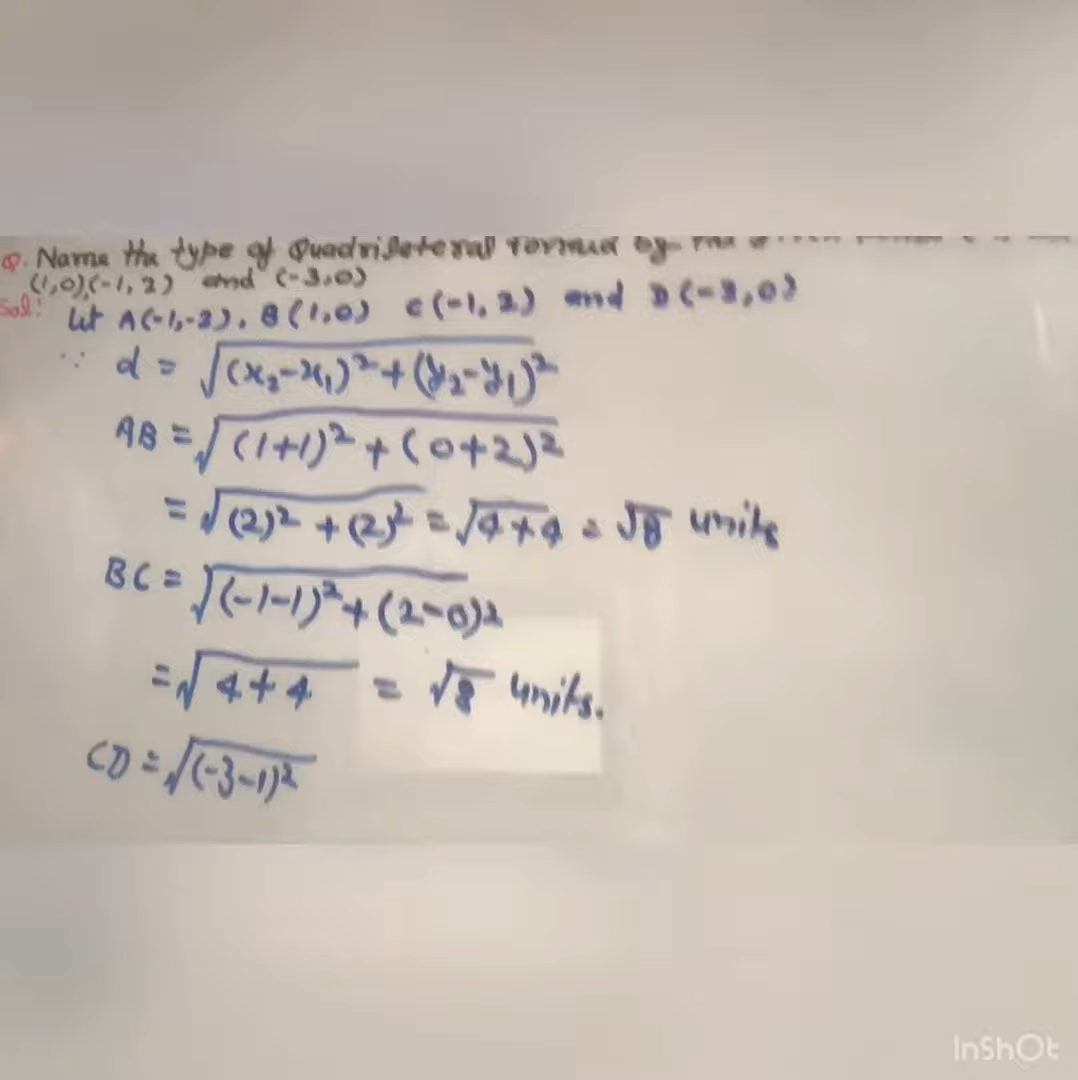 Q. Name the type of Quadrilateral formed by the
(1,0),(-1,2) and (-3,0)
Sol: Let A(-1,-2), B(1,0) C(-1,2) and D(-3,0)
∵ d = √(x₂-x₁)²+(y₂-y₁)²
AB = √(1+1)²+(0+2)²
= √(2)²+(2)² = √4+4 = √8 units
BC = √(-1-1)²+(2-0)²
= √4+4 = √8 units.
CD = √(-3-1)²
InShOt